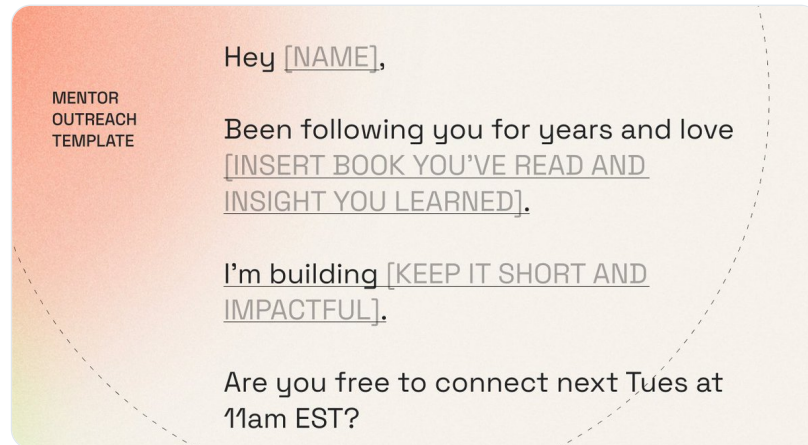 MENTOR
OUTREACH
TEMPLATE
Hey [NAME],
Been following you for years and love
[INSERT BOOK YOU'VE READ AND
INSIGHT YOU LEARNED].
I'm building [KEEP IT SHORT AND
IMPACTFUL].
Are you free to connect next Tues at
11am EST?